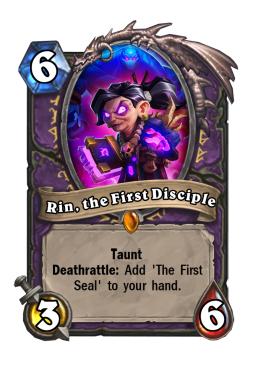 6
Rin, the First Disciple
Taunt
Deathrattle: Add 'The First
Seal' to your hand.
3
6